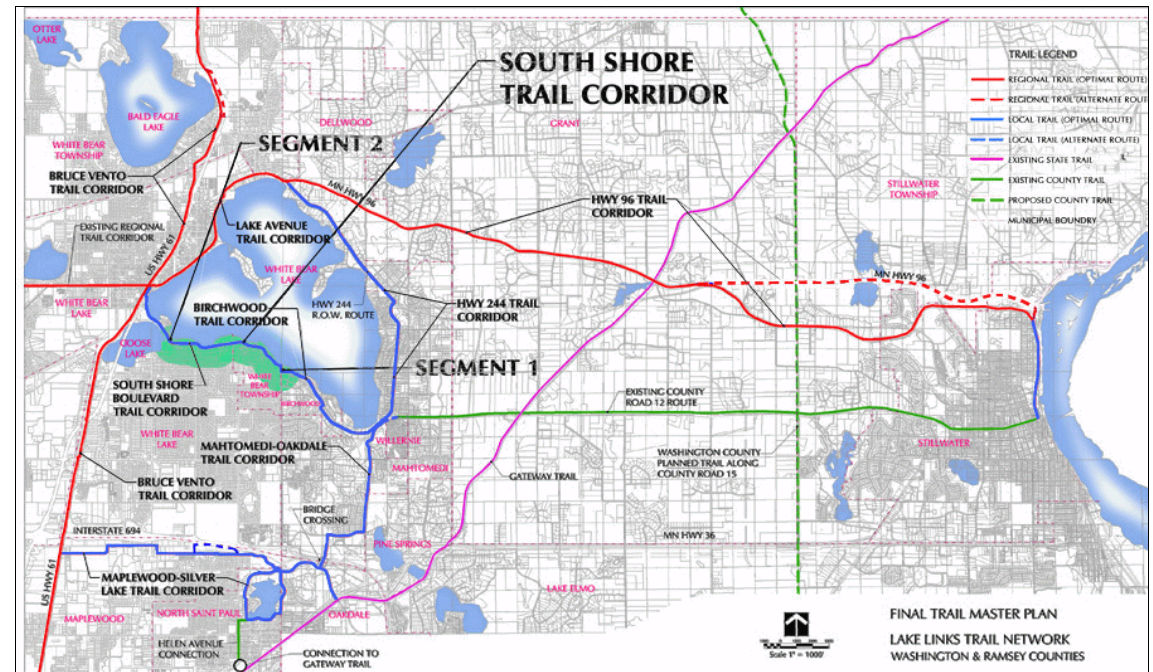 OTTER
LAKE
BALD EAGLE
LAKE
WHITE BEAR
TOWNSHIP
BRUCE VENTO
TRAIL CORRIDOR
EXISTING REGIONAL
TRAIL CORRIDOR
US HWY 61
SEGMENT 2
SOUTH SHORE
TRAIL CORRIDOR
DELLWOOD
GRANT
MN HWY 96
LAKE AVENUE
TRAIL CORRIDOR
WHITE BEAR
LAKE
HWY 96 TRAIL
CORRIDOR
STILLWATER
TOWNSHIP
MN HWY 96
TRAIL LEGEND
REGIONAL TRAIL (OPTIMAL ROUTE)
REGIONAL TRAIL (ALTERNATE ROUT
LOCAL TRAIL (OPTIMAL ROUTE)
LOCAL TRAIL (ALTERNATE ROUTE)
EXISTING STATE TRAIL
EXISTING COUNTY TRAIL
PROPOSED COUNTY TRAIL
MUNICIPAL BOUNDRY
WHITE BEAR
LAKE
BIRCHWOOD
TRAIL CORRIDOR
HWY 244
R.O.W. ROUTE
HWY 244 TRAIL
CORRIDOR
GOOSE
LAKE
SEGMENT 1
SOUTH SHORE
BOULEVARD
TRAIL CORRIDOR
WHITE
BEAR
TOWNSHIP
BIRCHWOOD
WHITE BEAR
LAKE
MAHTOMEDI-OAKDALE
TRAIL CORRIDOR
WILLERNIE
MAHTOMEDI
EXISTING COUNTY
ROAD 12 ROUTE
WASHINGTON COUNTY
PLANNED TRAIL ALONG
COUNTY ROAD 15
STILLWATER
GATEWAY TRAIL
BRUCE VENTO
TRAIL CORRIDOR
BRIDGE
CROSSING
INTERSTATE 694
PINE SPRINGS
MN HWY 36
US HWY 61
MAPLEWOOD-SILVER
LAKE TRAIL CORRIDOR
MAPLEWOOD
NORTH SAINT PAUL
OAKDALE
LAKE ELMO
HELEN AVENUE
CONNECTION
CONNECTION TO
GATEWAY TRAIL
Scale 1" = 1000'
FINAL TRAIL MASTER PLAN
LAKE LINKS TRAIL NETWORK
WASHINGTON & RAMSEY COUNTIES